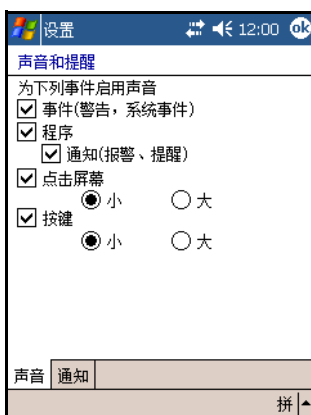 设置 12:00 ok
声音和提醒
为下列事件启用声音
事件(警告，系统事件)
程序
通知(报警、提醒)
点击屏幕
小 大
按键
小 大
声音 通知
拼